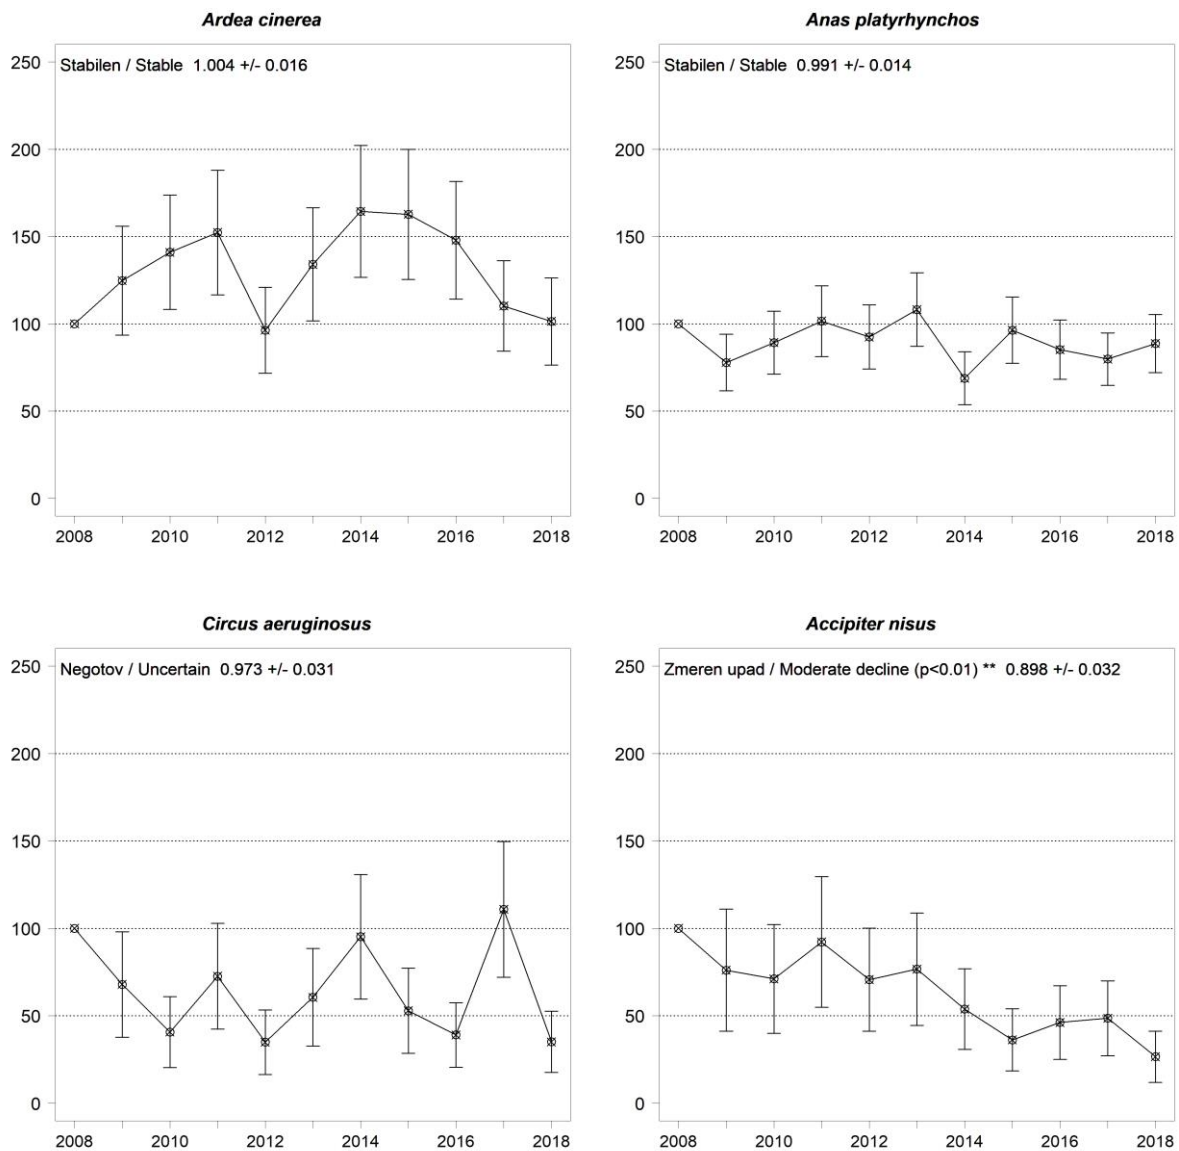 Ardea cinerea
Stabilen / Stable 1.004 +/- 0.016
250
200
150
100
50
0
2008 2010 2012 2014 2016 2018
Anas platyrhynchos
Stabilen / Stable 0.991 +/- 0.014
250
200
150
100
50
0
2008 2010 2012 2014 2016 2018
Circus aeruginosus
Negotov / Uncertain 0.973 +/- 0.031
250
200
150
100
50
0
2008 2010 2012 2014 2016 2018
Accipiter nisus
Zmeren upad / Moderate decline (p<0.01) ** 0.898 +/- 0.032
250
200
150
100
50
0
2008 2010 2012 2014 2016 2018